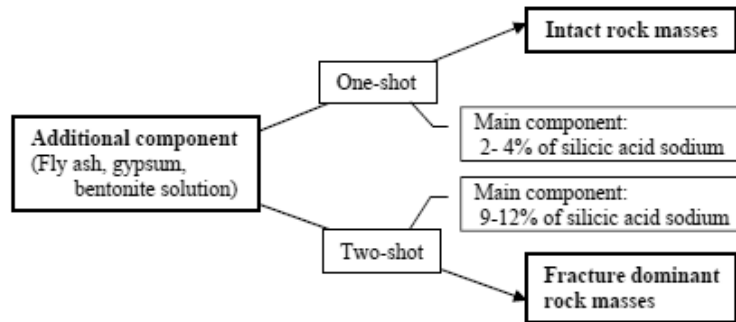 Intact rock masses
One-shot
Main component:
2- 4% of silicic acid sodium
Additional component
(Fly ash, gypsum,
bentonite solution)
Main component:
9-12% of silicic acid sodium
Two-shot
Fracture dominant
rock masses